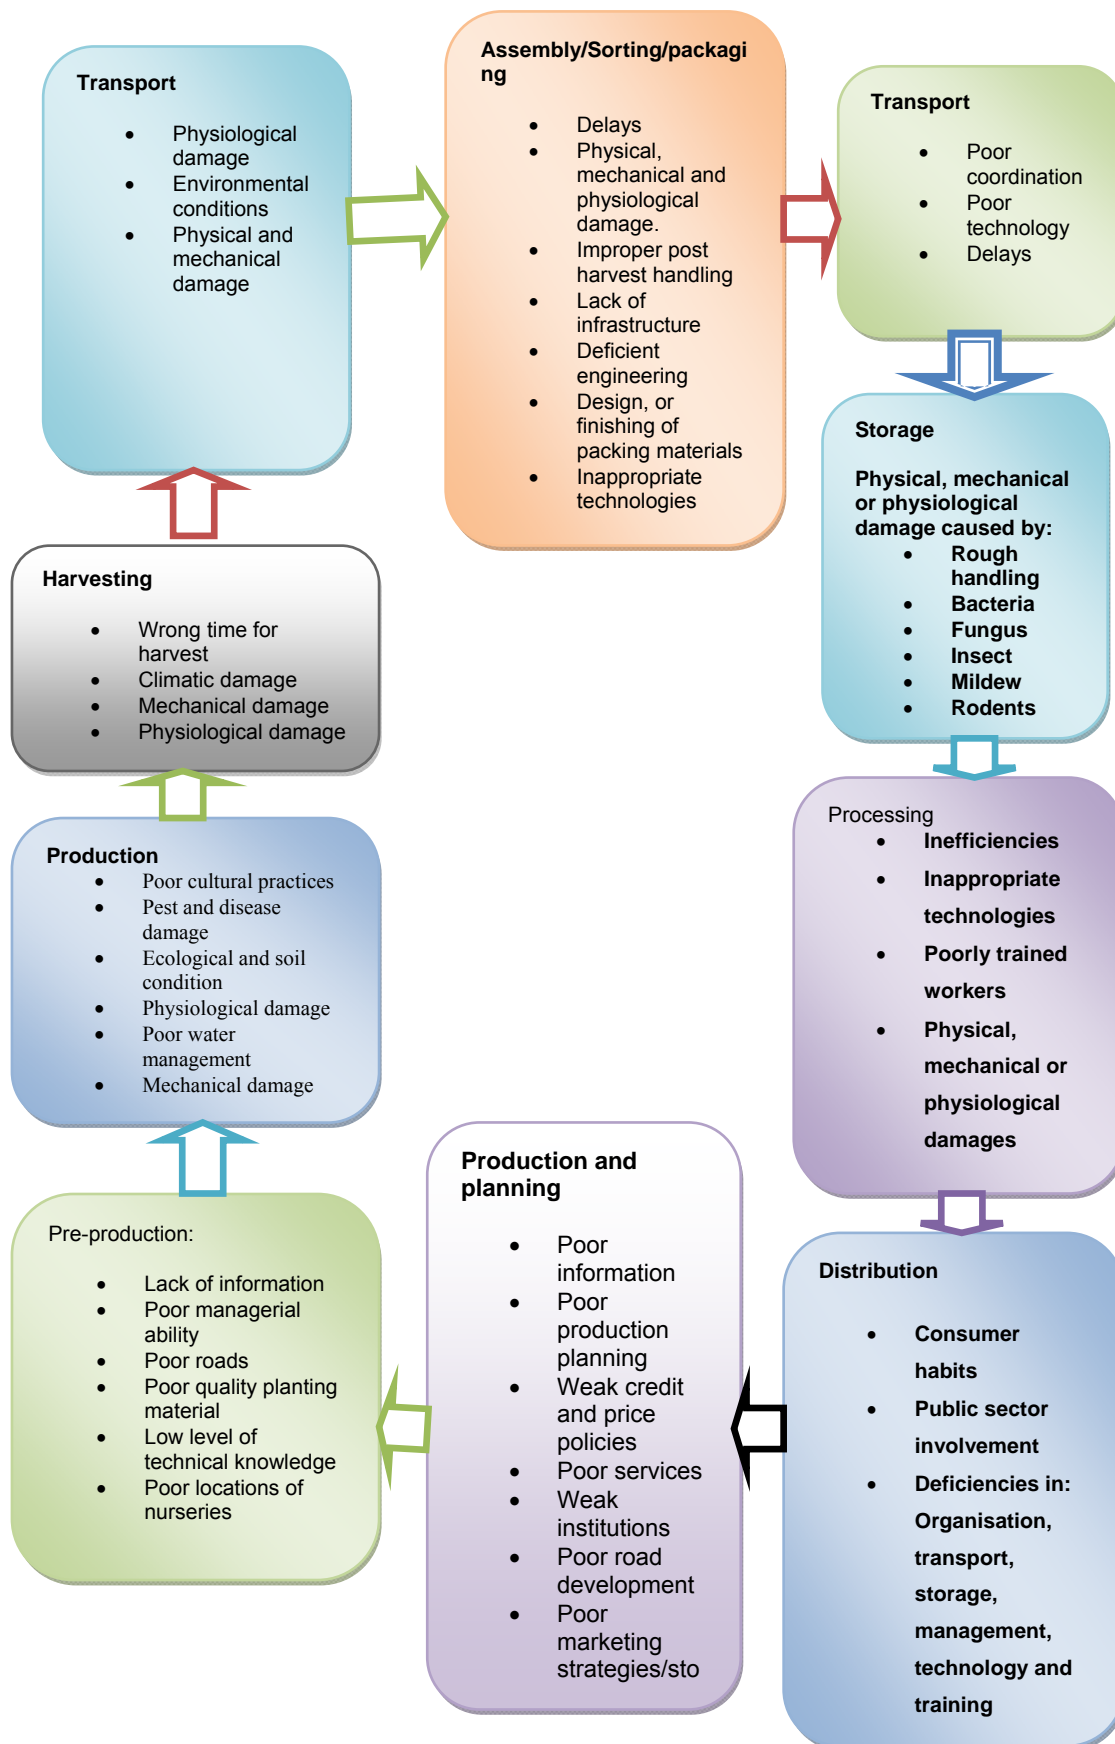 Transport
• Physiological
damage
• Environmental
conditions
• Physical and
mechanical
damage
Assembly/Sorting/packagi
ng
• Delays
• Physical,
mechanical and
physiological
damage.
• Improper post
harvest handling
• Lack of
infrastructure
• Deficient
engineering
• Design, or
finishing of
packing materials
• Inappropriate
technologies
Transport
• Poor
coordination
• Poor
technology
• Delays
Storage
Physical, mechanical
or physiological
damage caused by:
• Rough
handling
• Bacteria
• Fungus
• Insect
• Mildew
• Rodents
Processing
• Inefficiencies
• Inappropriate
technologies
• Poorly trained
workers
• Physical,
mechanical or
physiological
damages
Distribution
• Consumer
habits
• Public sector
involvement
• Deficiencies in:
Organisation,
transport,
storage,
management,
technology and
training
Production and
planning
• Poor
information
• Poor
production
planning
• Weak credit
and price
policies
• Poor services
• Weak
institutions
• Poor road
development
• Poor
marketing
strategies/sto
Pre-production:
• Lack of information
• Poor managerial
ability
• Poor roads
• Poor quality planting
material
• Low level of
technical knowledge
• Poor locations of
nurseries
Production
• Poor cultural practices
• Pest and disease
damage
• Ecological and soil
condition
• Physiological damage
• Poor water
management
• Mechanical damage
Harvesting
• Wrong time for
harvest
• Climatic damage
• Mechanical damage
• Physiological damage